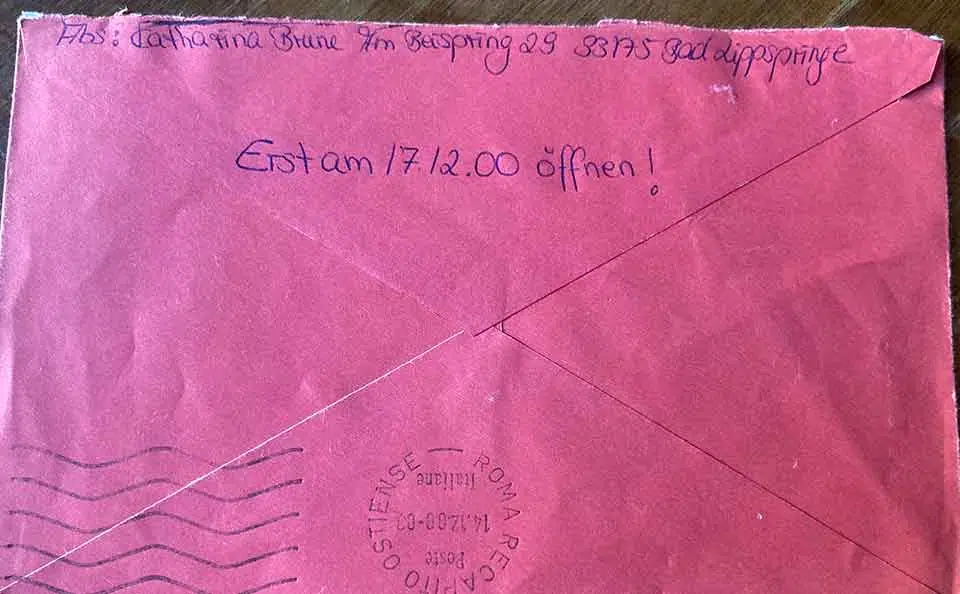 Abs: Catharina Brune Beispring 29 33175 Bad Lippspringe
Erst am 17.12.00 öffnen!
ROMA RECAPITO OSTIENSE
Poste
14.12.00-03
Italiane